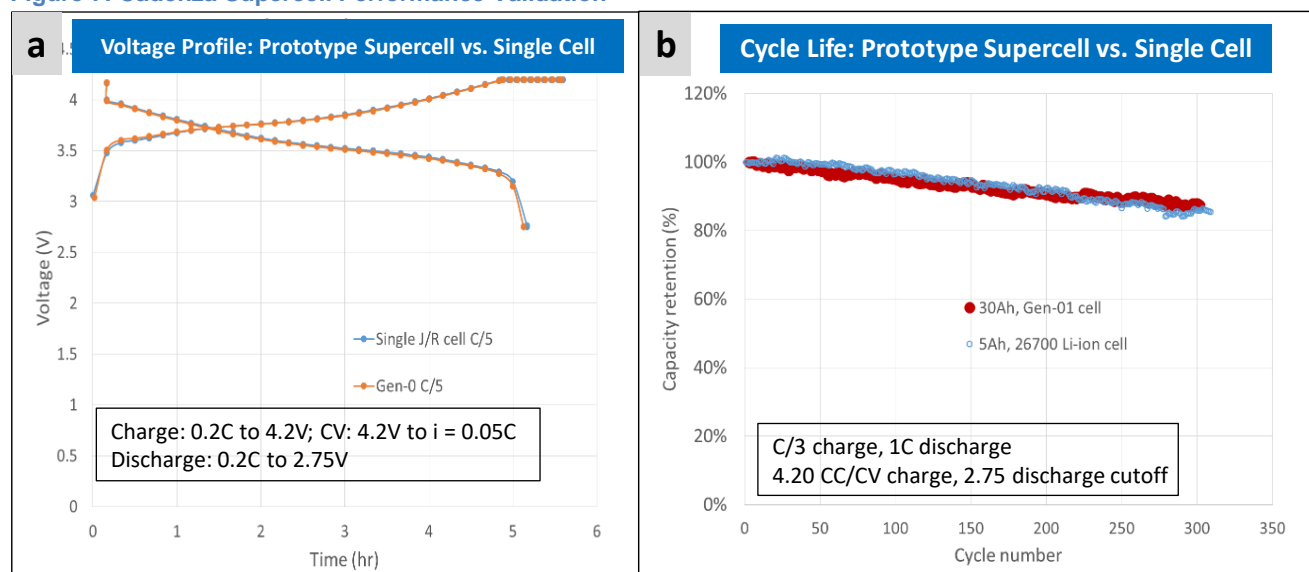 Cadenza Supercell Performance Validation
a
Voltage Profile: Prototype Supercell vs. Single Cell
4
3.5
3
2.5
2
1.5
1
0.5
0
Voltage (V)
Single J/R cell C/5
Gen-0 C/5
Charge: 0.2C to 4.2V; CV: 4.2V to i = 0.05C
Discharge: 0.2C to 2.75V
0 1 2 3 4 5 6
Time (hr)
b
Cycle Life: Prototype Supercell vs. Single Cell
120%
100%
80%
60%
40%
20%
0%
Capacity retention (%)
30Ah, Gen-01 cell
5Ah, 26700 Li-ion cell
C/3 charge, 1C discharge
4.20 CC/CV charge, 2.75 discharge cutoff
0 50 100 150 200 250 300 350
Cycle number